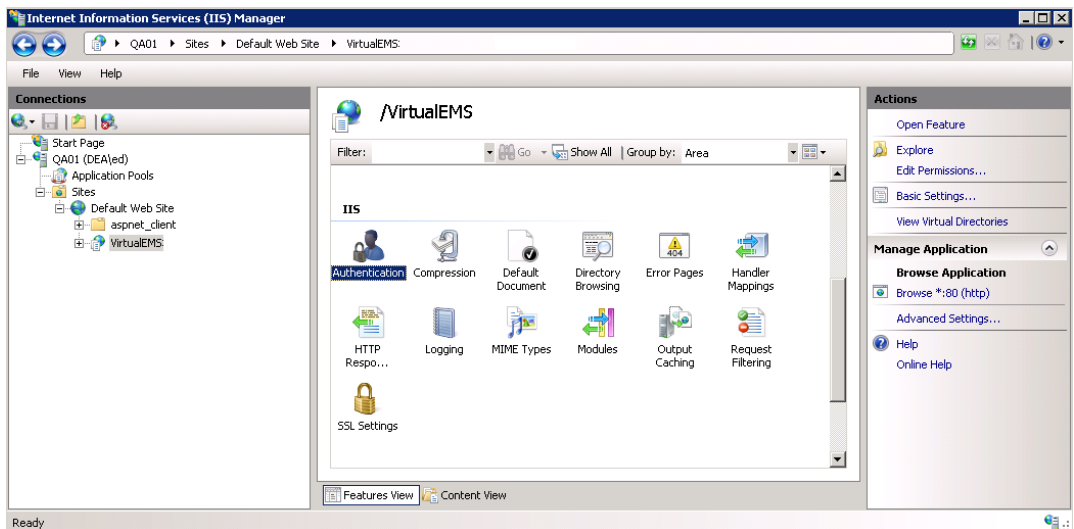 Internet Information Services (IIS) Manager
QA01 Sites Default Web Site VirtualEMS:
File View Help
Connections
Start Page
QA01 (DEA\ed)
Application Pools
Sites
Default Web Site
aspnet_client
VirtualEMS:
/VirtualEMS
Filter: Go Show All Group by: Area
IIS
Authentication Compression Default Document Directory Browsing Error Pages Handler Mappings
404
HTTP Respo... Logging MIME Types Modules Output Caching Request Filtering
SSL Settings
Features View Content View
Actions
Open Feature
Explore
Edit Permissions...
Basic Settings...
View Virtual Directories
Manage Application
Browse Application
Browse *:80 (http)
Advanced Settings...
Help
Online Help
Ready